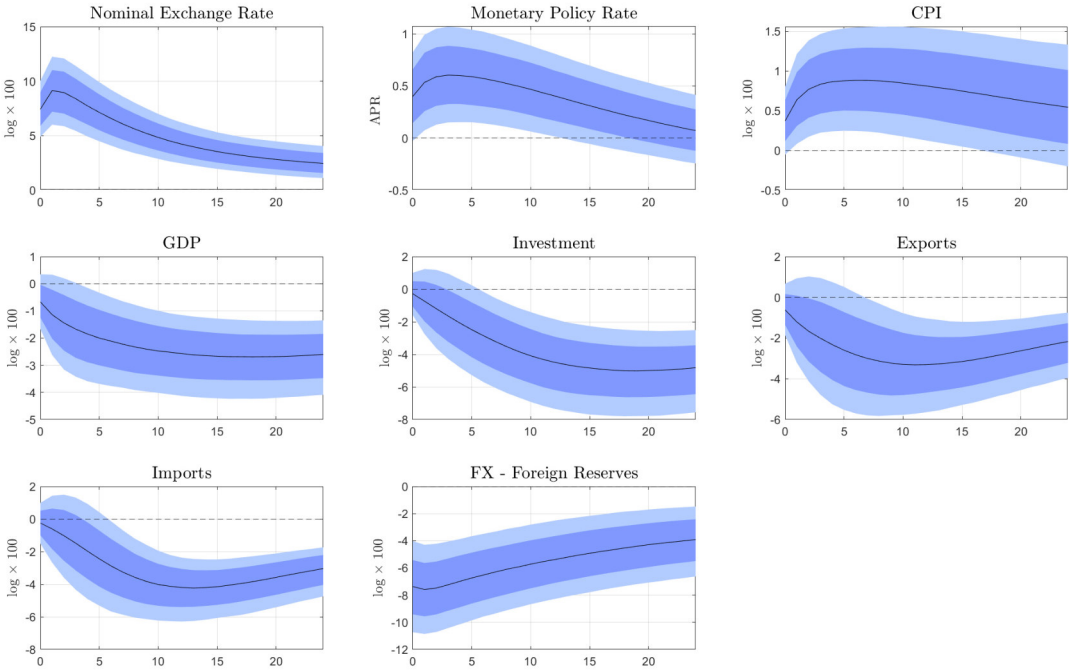 Nominal Exchange Rate
Monetary Policy Rate
CPI
15
10
5
0
log × 100
0 5 10 15 20
1
0.5
0
-0.5
APR
0 5 10 15 20
1.5
1
0.5
0
-0.5
log × 100
0 5 10 15 20
GDP
Investment
Exports
1
0
-1
-2
-3
-4
-5
log × 100
0 5 10 15 20
2
0
-2
-4
-6
-8
log × 100
0 5 10 15 20
2
0
-2
-4
-6
log × 100
0 5 10 15 20
Imports
FX - Foreign Reserves
2
0
-2
-4
-6
-8
log × 100
0 5 10 15 20
0
-2
-4
-6
-8
-10
-12
log × 100
0 5 10 15 20